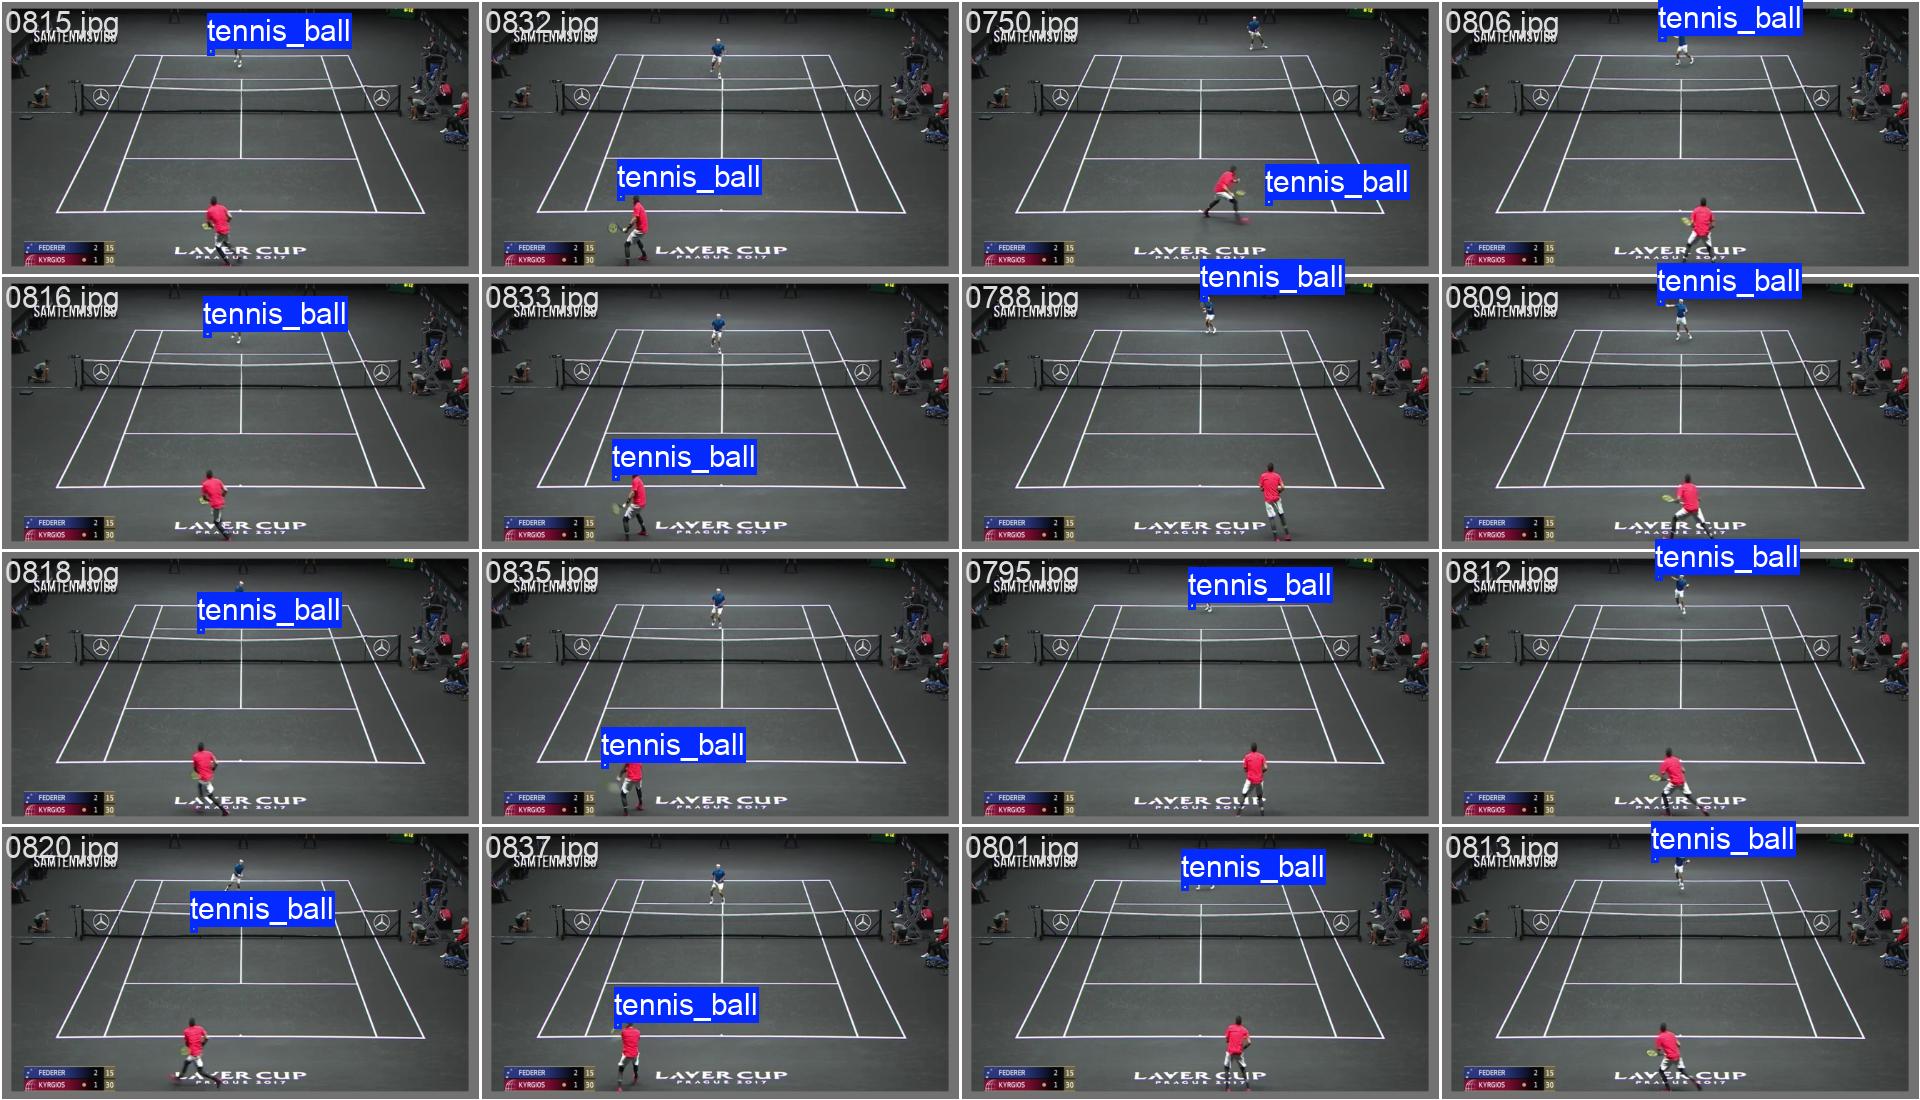 0815.jpg
SAMTENNISVIDS
tennis_ball
FEDERER 2 15
KYRGIOS 1 30
LAVER CUP
PRAGUE 2017
0832.jpg
SAMTENNISVIDS
tennis_ball
FEDERER 2 15
KYRGIOS 1 30
LAVER CUP
PRAGUE 2017
0750.jpg
SAMTENNISVIDS
tennis_ball
FEDERER 2 15
KYRGIOS 1 30
LAVER CUP
PRAGUE 2017
0806.jpg
SAMTENNISVIDS
tennis_ball
FEDERER 2 15
KYRGIOS 1 30
LAVER CUP
PRAGUE 2017
0816.jpg
SAMTENNISVIDS
tennis_ball
FEDERER 2 15
KYRGIOS 1 30
LAVER CUP
PRAGUE 2017
0833.jpg
SAMTENNISVIDS
tennis_ball
FEDERER 2 15
KYRGIOS 1 30
LAVER CUP
PRAGUE 2017
0788.jpg
SAMTENNISVIDS
tennis_ball
FEDERER 2 15
KYRGIOS 1 30
LAVER CUP
PRAGUE 2017
0809.jpg
SAMTENNISVIDS
tennis_ball
FEDERER 2 15
KYRGIOS 1 30
LAVER CUP
PRAGUE 2017
0818.jpg
SAMTENNISVIDS
tennis_ball
FEDERER 2 15
KYRGIOS 1 30
LAVER CUP
PRAGUE 2017
0835.jpg
SAMTENNISVIDS
tennis_ball
FEDERER 2 15
KYRGIOS 1 30
LAVER CUP
PRAGUE 2017
0795.jpg
SAMTENNISVIDS
tennis_ball
FEDERER 2 15
KYRGIOS 1 30
LAVER CUP
PRAGUE 2017
0812.jpg
SAMTENNISVIDS
tennis_ball
FEDERER 2 15
KYRGIOS 1 30
LAVER CUP
PRAGUE 2017
0820.jpg
SAMTENNISVIDS
tennis_ball
FEDERER 2 15
KYRGIOS 1 30
LAVER CUP
PRAGUE 2017
0837.jpg
SAMTENNISVIDS
tennis_ball
FEDERER 2 15
KYRGIOS 1 30
LAVER CUP
PRAGUE 2017
0801.jpg
SAMTENNISVIDS
tennis_ball
FEDERER 2 15
KYRGIOS 1 30
LAVER CUP
PRAGUE 2017
0813.jpg
SAMTENNISVIDS
tennis_ball
FEDERER 2 15
KYRGIOS 1 30
LAVER CUP
PRAGUE 2017